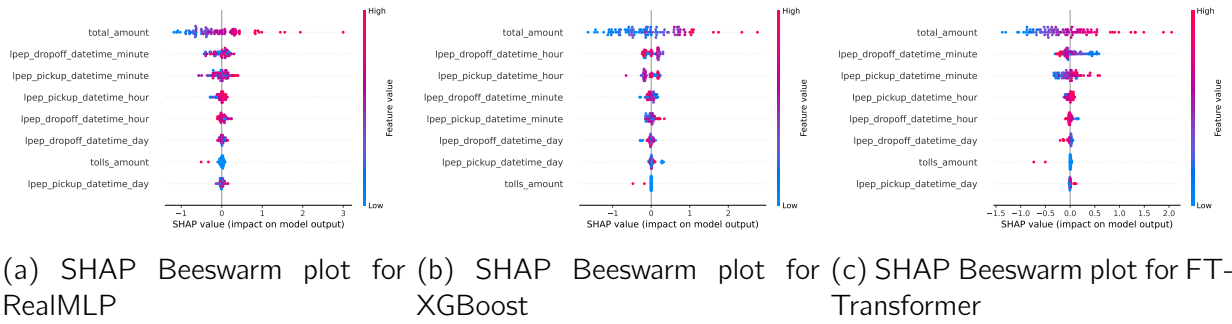 High
total_amount
lpep_dropoff_datetime_minute
lpep_pickup_datetime_minute
lpep_pickup_datetime_hour
lpep_dropoff_datetime_hour
lpep_dropoff_datetime_day
tolls_amount
lpep_pickup_datetime_day
Feature value
Low
−1 0 1 2 3
SHAP value (impact on model output)
(a) SHAP Beeswarm plot for
RealMLP
High
total_amount
lpep_dropoff_datetime_hour
lpep_pickup_datetime_hour
lpep_dropoff_datetime_minute
lpep_pickup_datetime_minute
lpep_dropoff_datetime_day
lpep_pickup_datetime_day
tolls_amount
Feature value
Low
−1 0 1 2
SHAP value (impact on model output)
(b) SHAP Beeswarm plot for
XGBoost
High
total_amount
lpep_dropoff_datetime_minute
lpep_pickup_datetime_minute
lpep_pickup_datetime_hour
lpep_dropoff_datetime_hour
lpep_dropoff_datetime_day
tolls_amount
lpep_pickup_datetime_day
Feature value
Low
−1.5 −1.0 −0.5 0.0 0.5 1.0 1.5 2.0
SHAP value (impact on model output)
(c) SHAP Beeswarm plot for FT-
Transformer